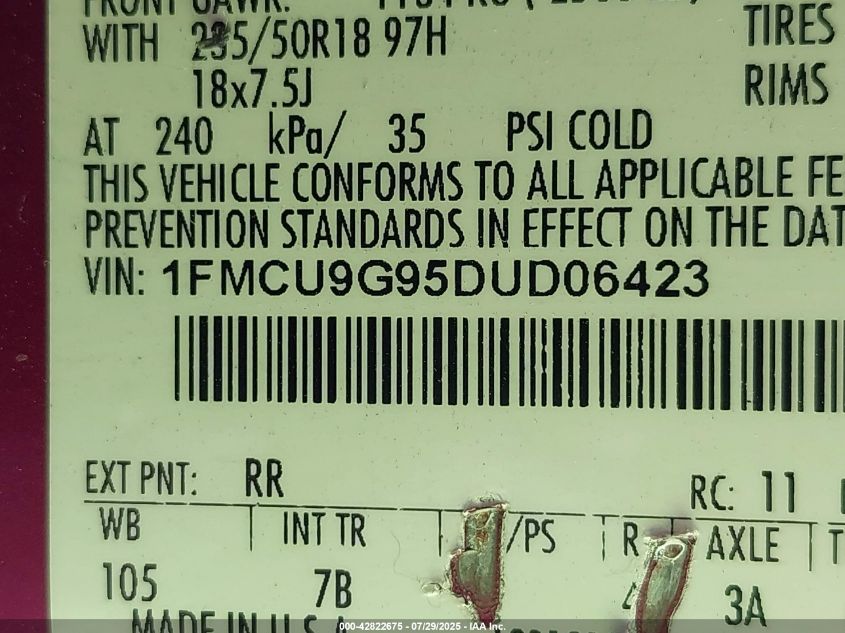 WITH 235/50R18 97H TIRES
18x7.5J RIMS
AT 240 kPa/ 35 PSI COLD
THIS VEHICLE CONFORMS TO ALL APPLICABLE FE
PREVENTION STANDARDS IN EFFECT ON THE DAT
VIN: 1FMCU9G95DUD06423
EXT PNT: RR RC: 11
WB INT TR /PS R AXLE T
105 7B 3A
MADE IN U.S.A
000-42822675 - 07/29/2025 - IAA Inc.